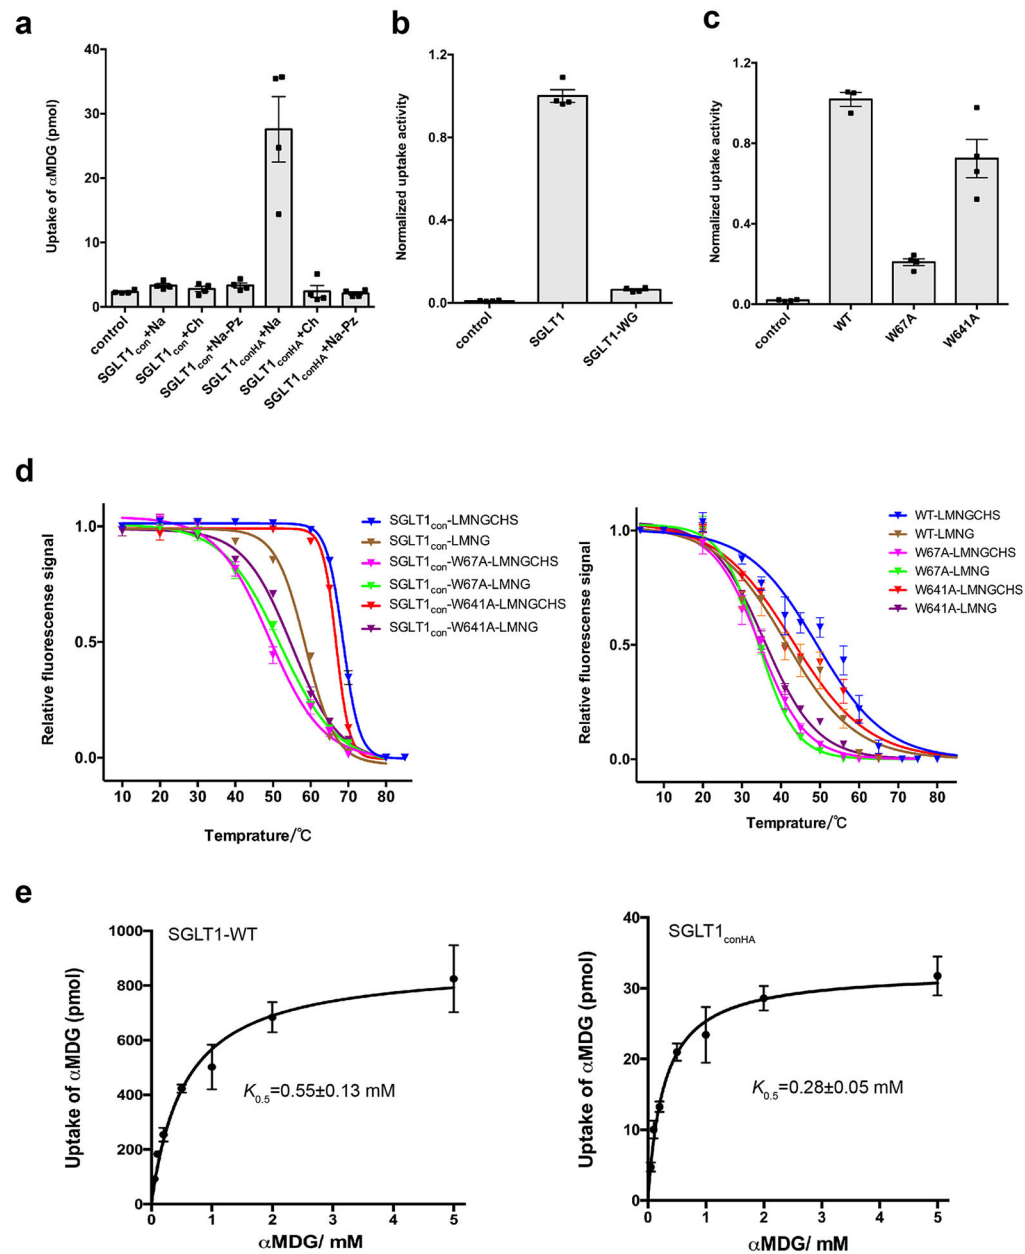 a
Uptake of αMDG (pmol)
40
30
20
10
0
control
SGLT1con+Na
SGLT1con+Ch
SGLT1con+Na-Pz
SGLT1conHA+Na
SGLT1conHA+Ch
SGLT1conHA+Na-Pz
b
Normalized uptake activity
1.2
0.8
0.4
0.0
control
SGLT1
SGLT1-WG
c
Normalized uptake activity
1.2
0.8
0.4
0.0
control
WT
W67A
W641A
d
Relative fluorescense signal
1.0
0.5
0.0
10 20 30 40 50 60 70 80
Temprature/℃
SGLT1con-LMNGCHS
SGLT1con-LMNG
SGLT1con-W67A-LMNGCHS
SGLT1con-W67A-LMNG
SGLT1con-W641A-LMNGCHS
SGLT1con-W641A-LMNG
Relative fluorescense signal
1.0
0.5
0.0
10 20 30 40 50 60 70 80
Temprature/℃
WT-LMNGCHS
WT-LMNG
W67A-LMNGCHS
W67A-LMNG
W641A-LMNGCHS
W641A-LMNG
e
Uptake of αMDG (pmol)
1000
800
600
400
200
0
SGLT1-WT
K0.5=0.55±0.13 mM
0 1 2 3 4 5
αMDG/ mM
Uptake of αMDG (pmol)
40
30
20
10
0
SGLT1conHA
K0.5=0.28±0.05 mM
0 1 2 3 4 5
αMDG/ mM